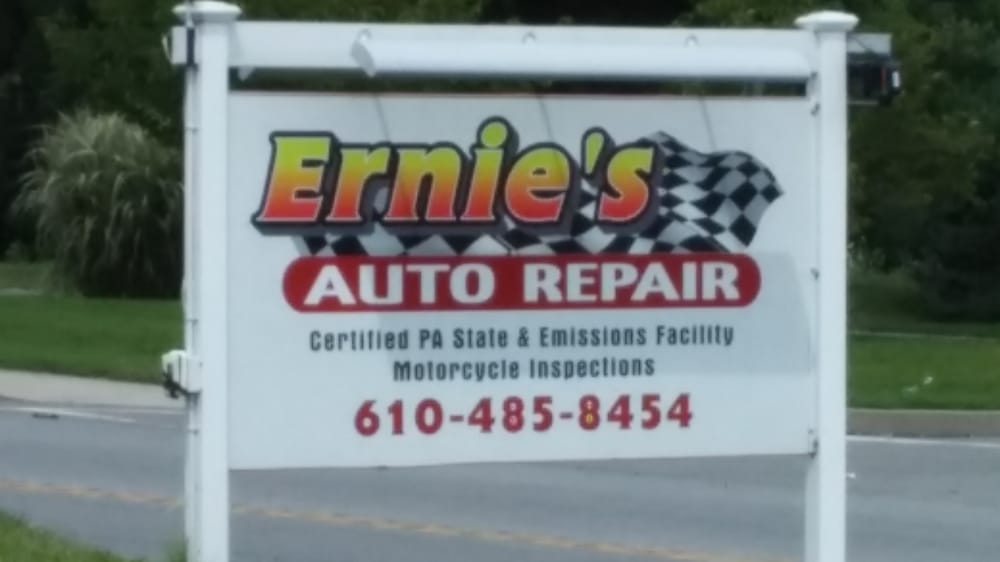 Ernie's
AUTO REPAIR
Certified PA State & Emissions Facility
Motorcycle Inspections
610-485-8454